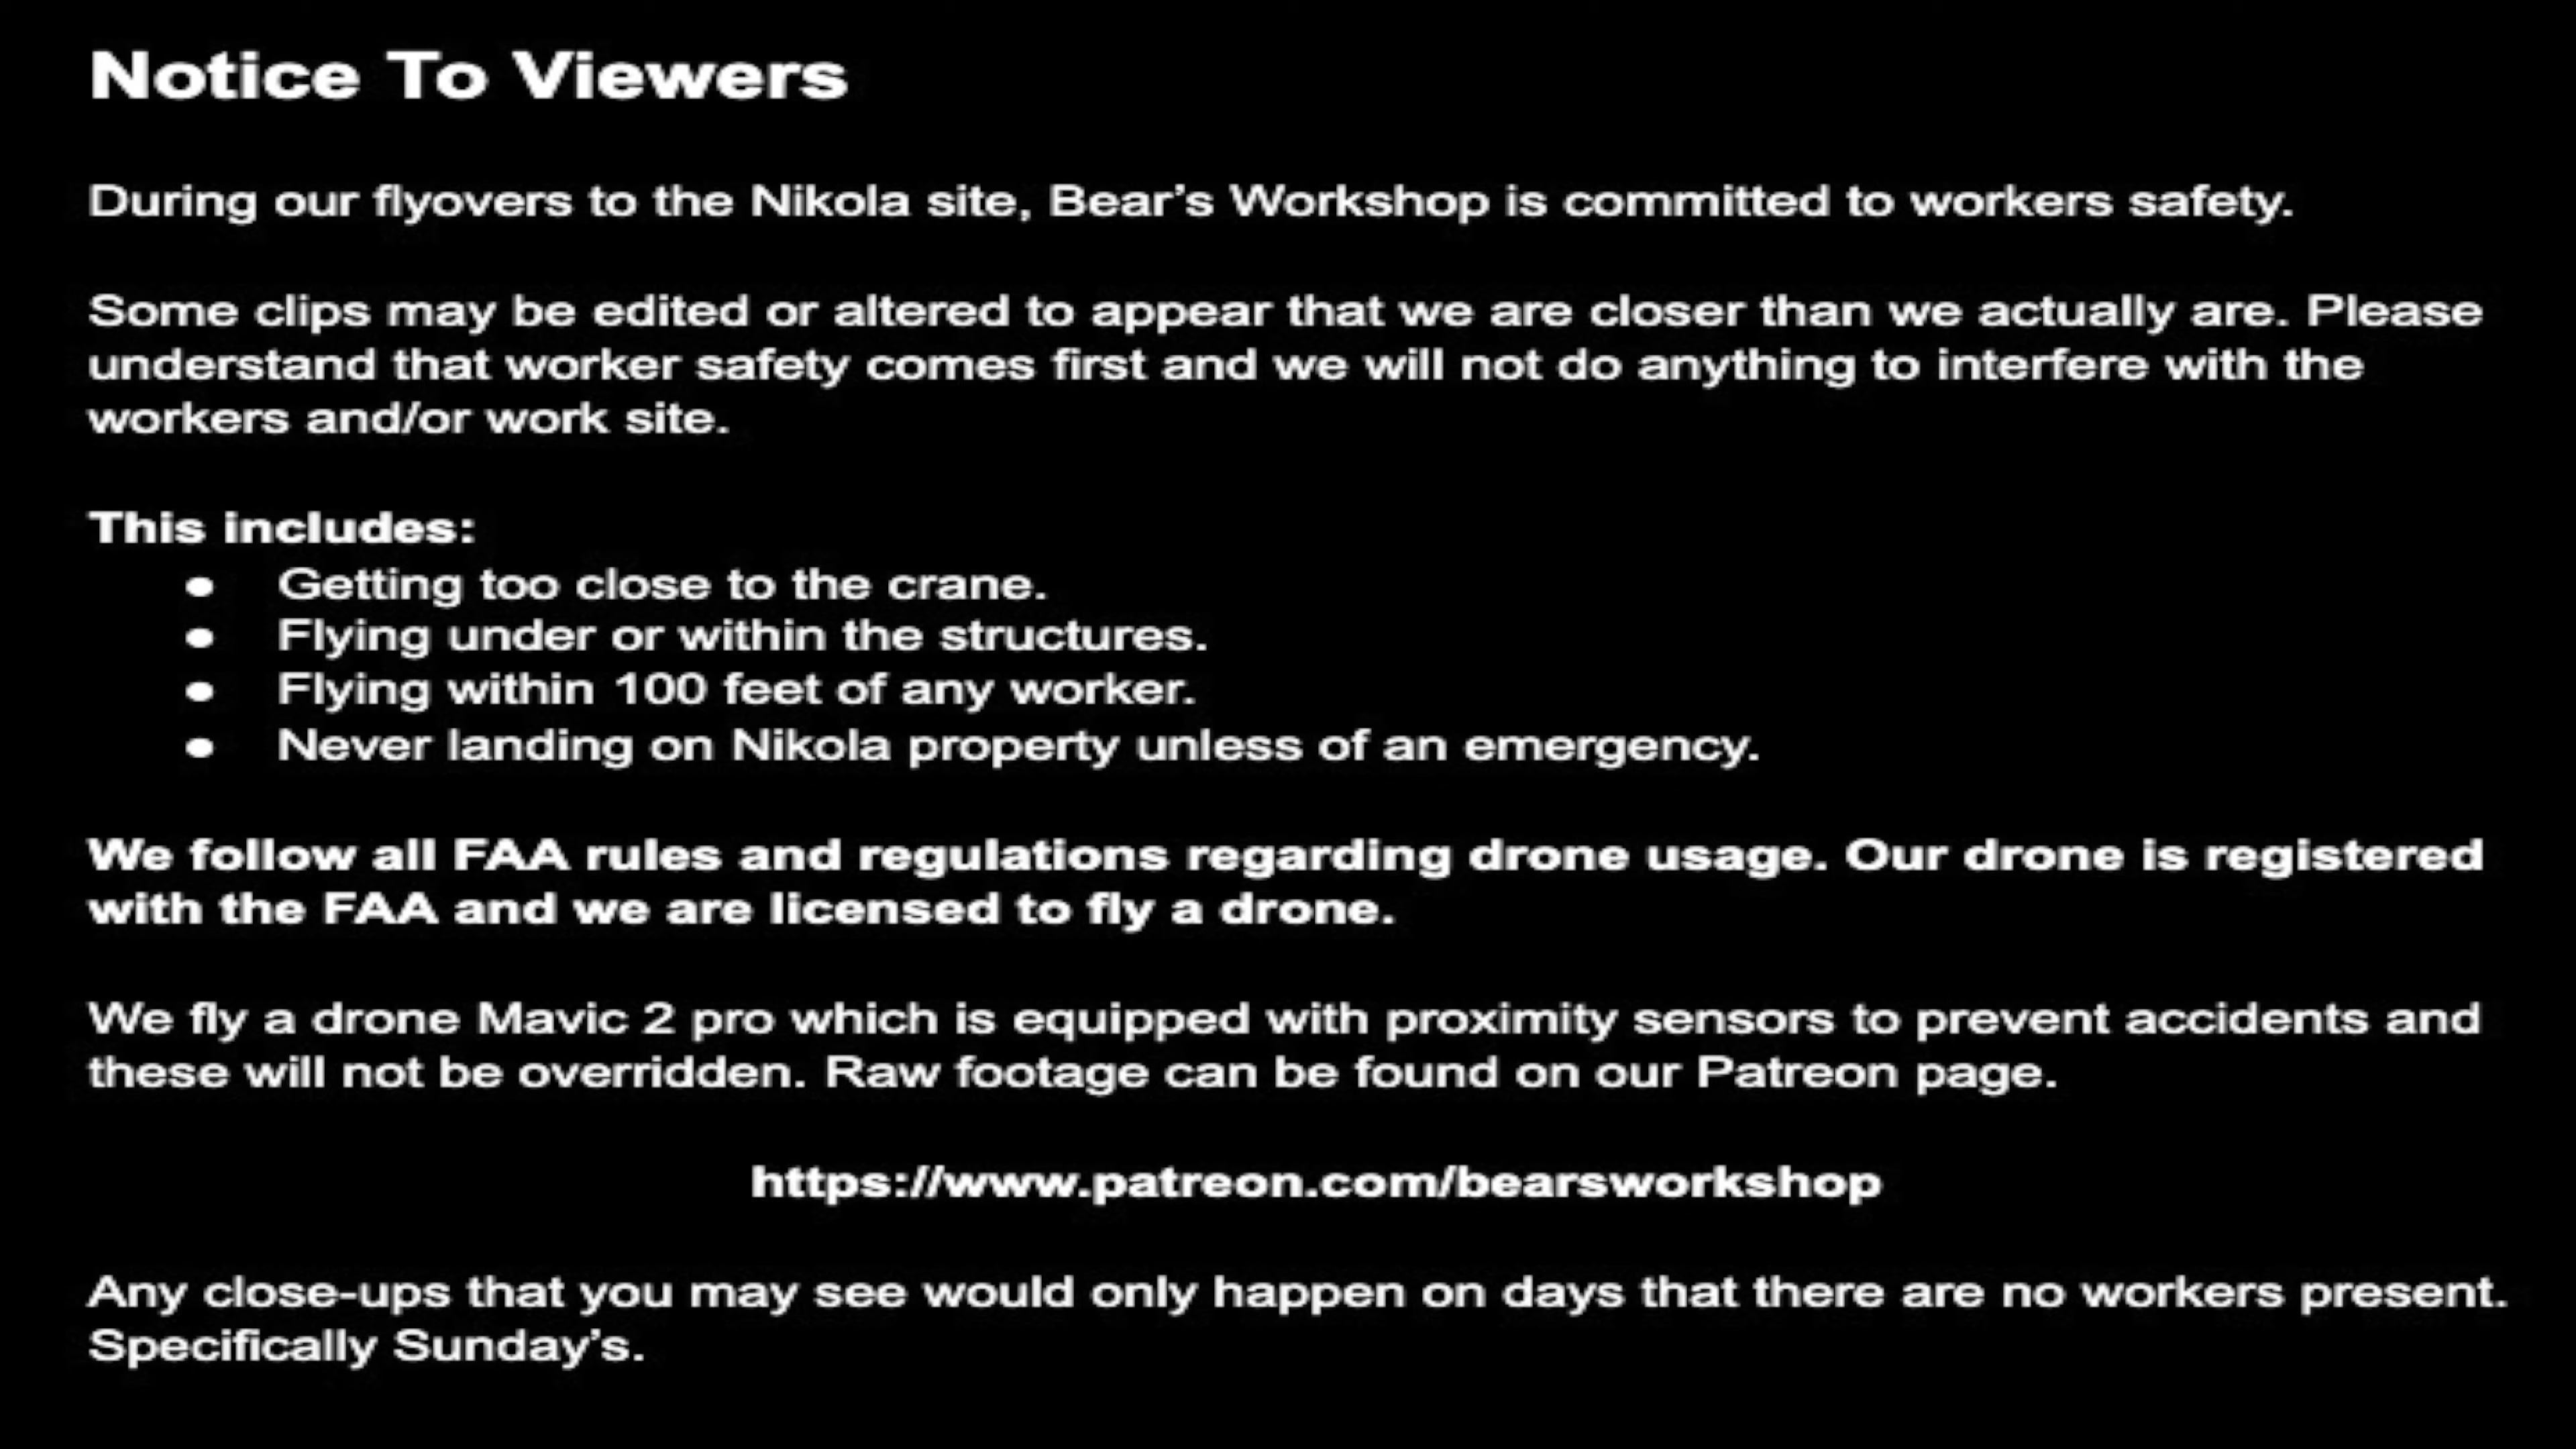 Notice To Viewers
During our flyovers to the Nikola site, Bear’s Workshop is committed to workers safety.
Some clips may be edited or altered to appear that we are closer than we actually are. Please
understand that worker safety comes first and we will not do anything to interfere with the
workers and/or work site.
This includes:
● Getting too close to the crane.
● Flying under or within the structures.
● Flying within 100 feet of any worker.
● Never landing on Nikola property unless of an emergency.
We follow all FAA rules and regulations regarding drone usage. Our drone is registered
with the FAA and we are licensed to fly a drone.
We fly a drone Mavic 2 pro which is equipped with proximity sensors to prevent accidents and
these will not be overridden. Raw footage can be found on our Patreon page.
https://www.patreon.com/bearsworkshop
Any close-ups that you may see would only happen on days that there are no workers present.
Specifically Sunday’s.